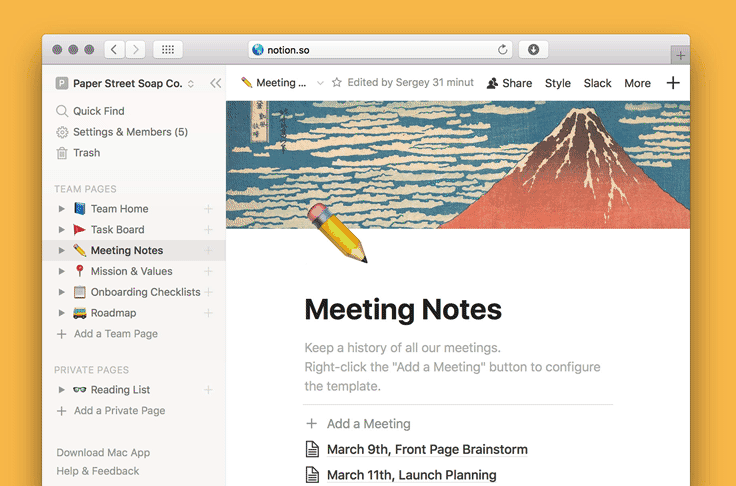 notion.so
P Paper Street Soap Co.
Meeting ... Edited by Sergey 31 minut Share Style Slack More
Quick Find
Settings & Members (5)
Trash
TEAM PAGES
Team Home
Task Board
Meeting Notes
Mission & Values
Onboarding Checklists
Roadmap
Add a Team Page
PRIVATE PAGES
Reading List
Add a Private Page
Download Mac App
Help & Feedback
Meeting Notes
Keep a history of all our meetings.
Right-click the "Add a Meeting" button to configure
the template.
Add a Meeting
March 9th, Front Page Brainstorm
March 11th, Launch Planning